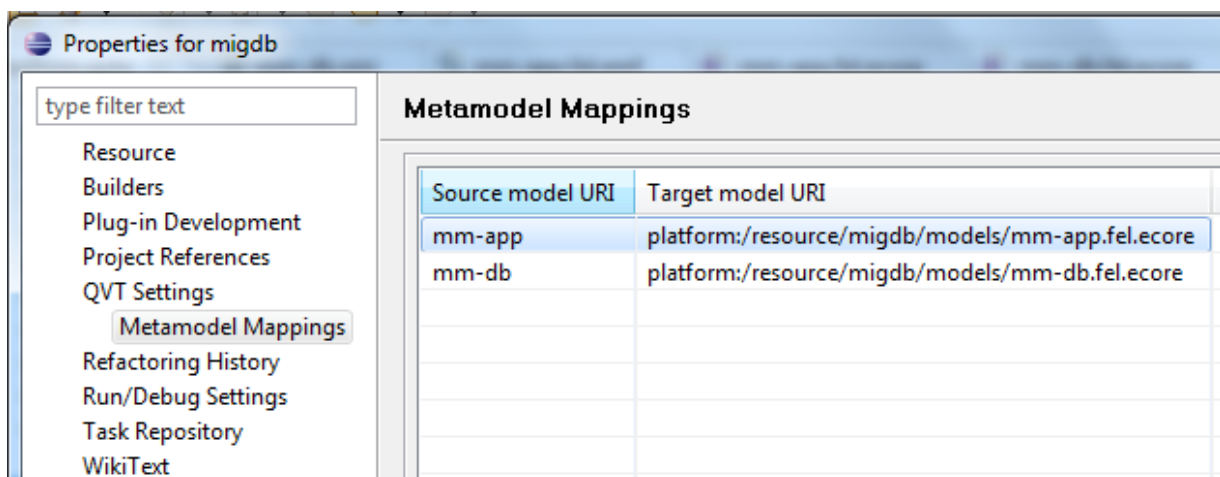 Properties for migdb
type filter text
Resource
Builders
Plug-in Development
Project References
QVT Settings
Metamodel Mappings
Refactoring History
Run/Debug Settings
Task Repository
WikiText
Metamodel Mappings
Source model URI Target model URI
mm-app platform:/resource/migdb/models/mm-app.fel.ecore
mm-db platform:/resource/migdb/models/mm-db.fel.ecore